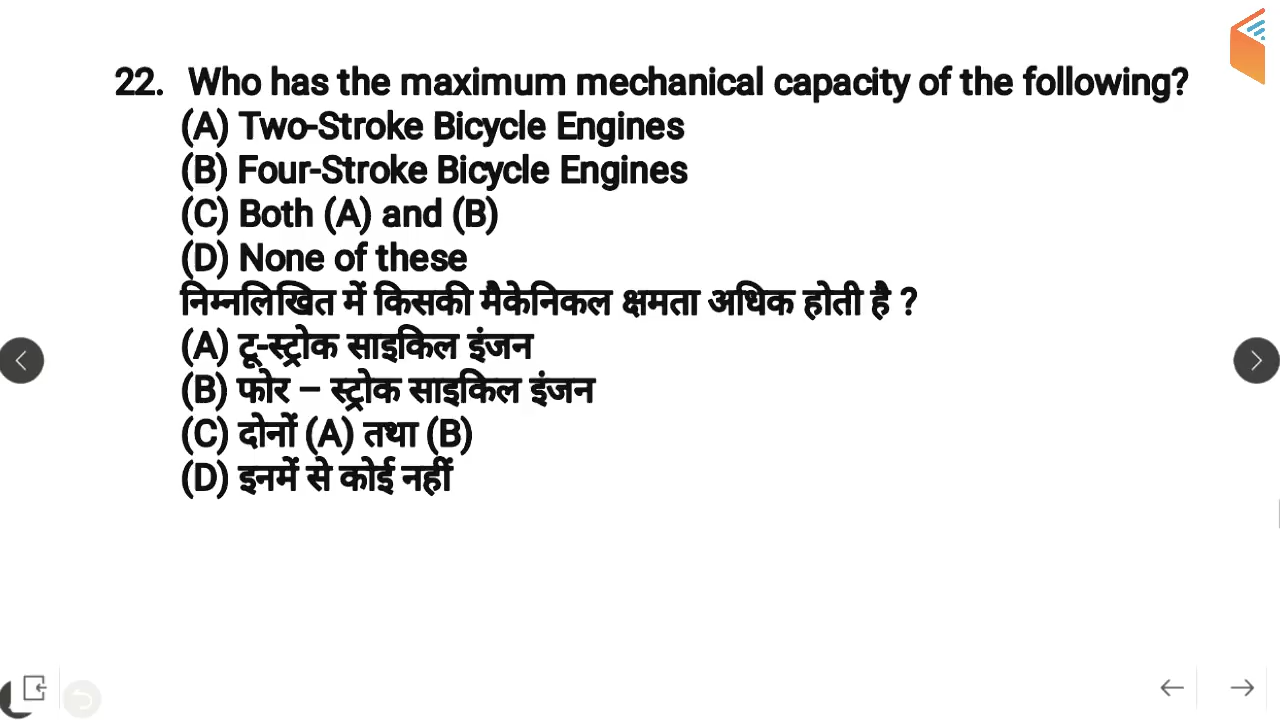 22. Who has the maximum mechanical capacity of the following?
(A) Two-Stroke Bicycle Engines
(B) Four-Stroke Bicycle Engines
(C) Both (A) and (B)
(D) None of these
निम्नलिखित में किसकी मैकेनिकल क्षमता अधिक होती है ?
(A) टू-स्ट्रोक साइकिल इंजन
(B) फोर – स्ट्रोक साइकिल इंजन
(C) दोनों (A) तथा (B)
(D) इनमें से कोई नहीं